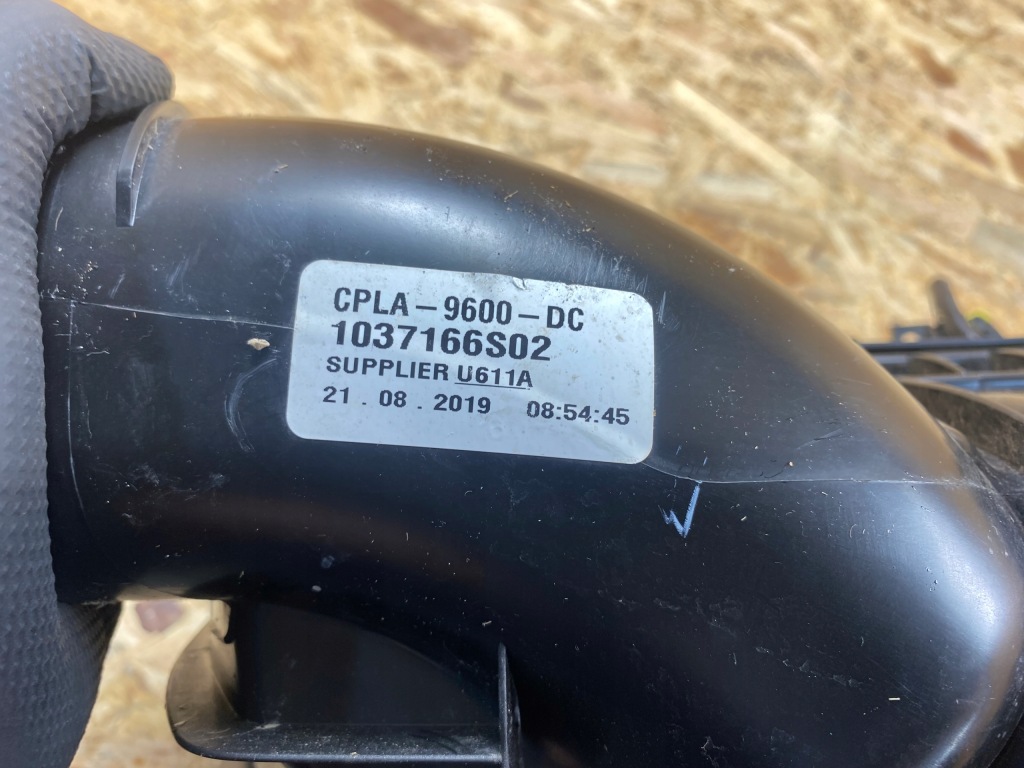 CPLA-9600-DC
1037166S02
SUPPLIER U611A
21.08.2019 08:54:45